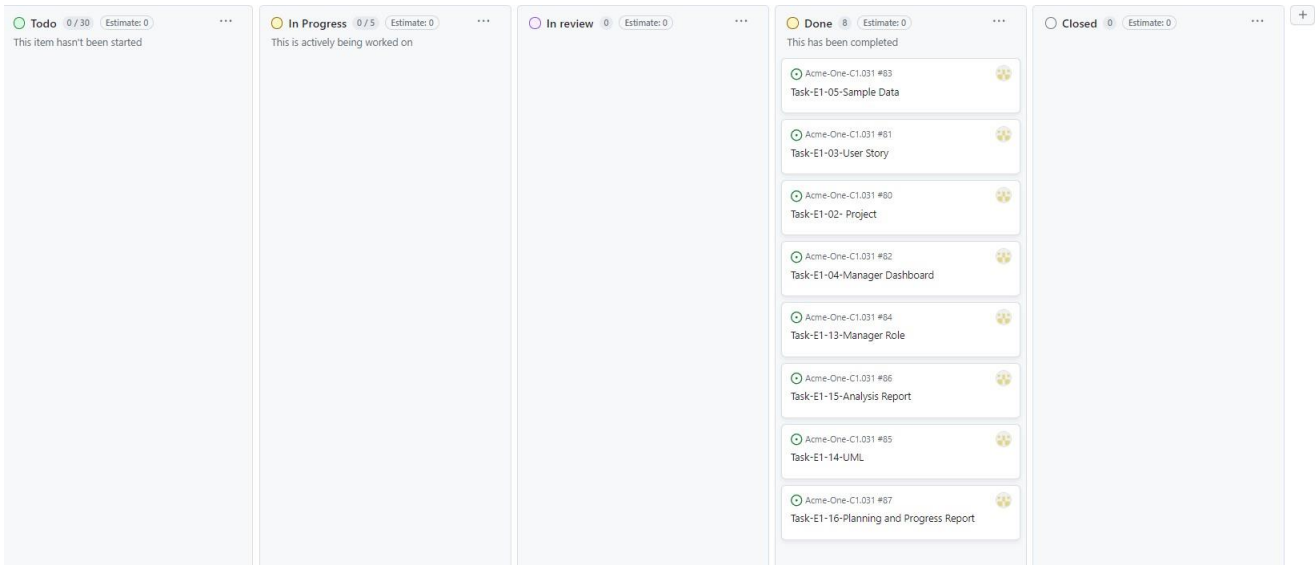 Todo 0 / 30 Estimate: 0 ...
This item hasn't been started
In Progress 0 / 5 Estimate: 0 ...
This is actively being worked on
In review 0 Estimate: 0 ...
Done 8 Estimate: 0 ...
This has been completed
Acme-One-C1.031 #83
Task-E1-05-Sample Data
Acme-One-C1.031 #81
Task-E1-03-User Story
Acme-One-C1.031 #80
Task-E1-02- Project
Acme-One-C1.031 #82
Task-E1-04-Manager Dashboard
Acme-One-C1.031 #84
Task-E1-13-Manager Role
Acme-One-C1.031 #86
Task-E1-15-Analysis Report
Acme-One-C1.031 #85
Task-E1-14-UML
Acme-One-C1.031 #87
Task-E1-16-Planning and Progress Report
Closed 0 Estimate: 0 ...
+